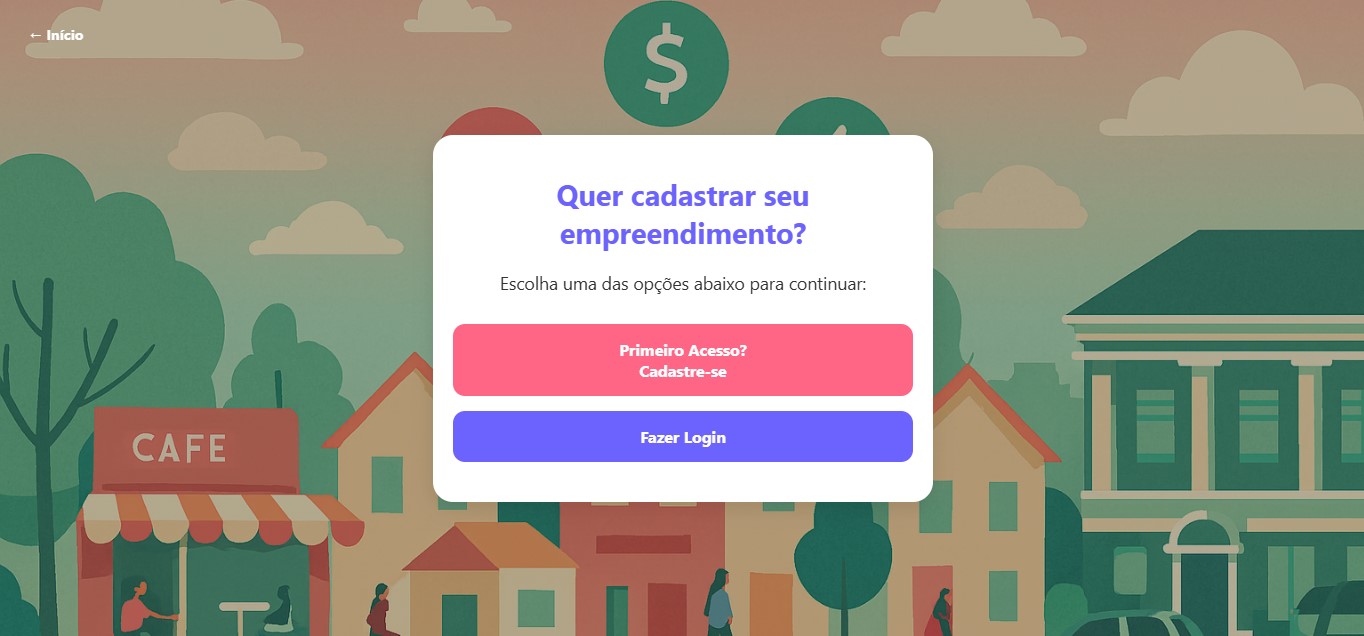 ← Início
$
Quer cadastrar seu
empreendimento?
Escolha uma das opções abaixo para continuar:
Primeiro Acesso?
Cadastre-se
Fazer Login
CAFE